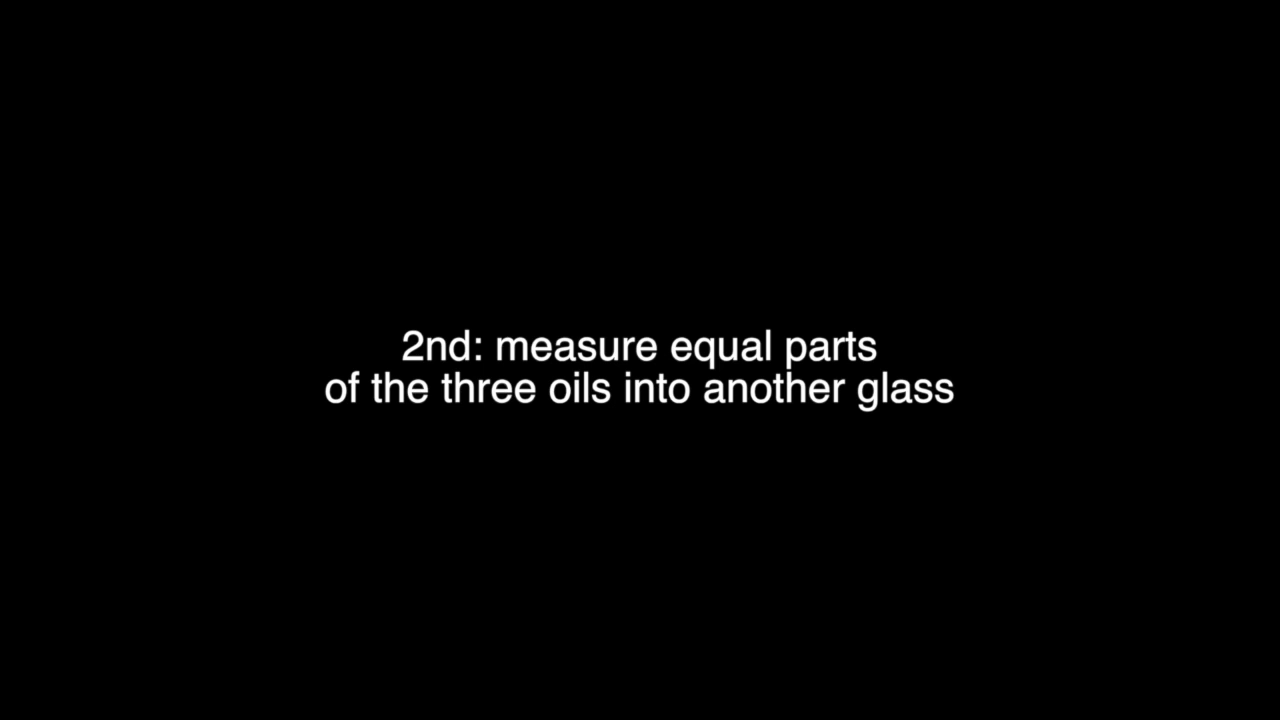 2nd: measure equal parts
of the three oils into another glass